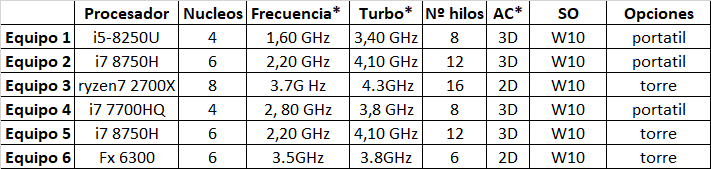 Procesador Nucleos Frecuencia* Turbo* Nº hilos AC* SO Opciones
Equipo 1 i5-8250U 4 1,60 GHz 3,40 GHz 8 3D W10 portatil
Equipo 2 i7 8750H 6 2,20 GHz 4,10 GHz 12 3D W10 portatil
Equipo 3 ryzen7 2700X 8 3.7G Hz 4.3GHz 16 2D W10 torre
Equipo 4 i7 7700HQ 4 2, 80 GHz 3,8 GHz 8 3D W10 portatil
Equipo 5 i7 8750H 6 2,20 GHz 4,10 GHz 12 3D W10 torre
Equipo 6 Fx 6300 6 3.5GHz 3.8GHz 6 2D W10 torre